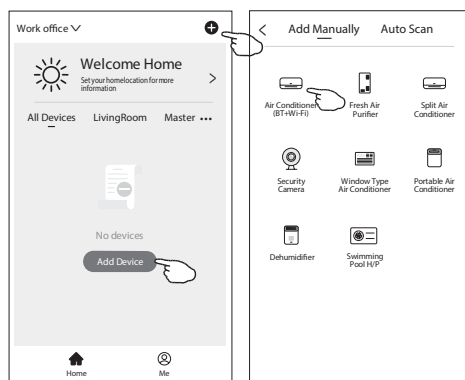 Work office
Welcome Home
Set your home location for more
information
All Devices LivingRoom Master •••
No devices
Add Device
Home Me
Add Manually Auto Scan
Air Conditioner
(BT+Wi-Fi)
Fresh Air
Purifier
Split Air
Conditioner
Security
Camera
Window Type
Air Conditioner
Portable Air
Conditioner
Dehumidifier
Swimming
Pool H/P